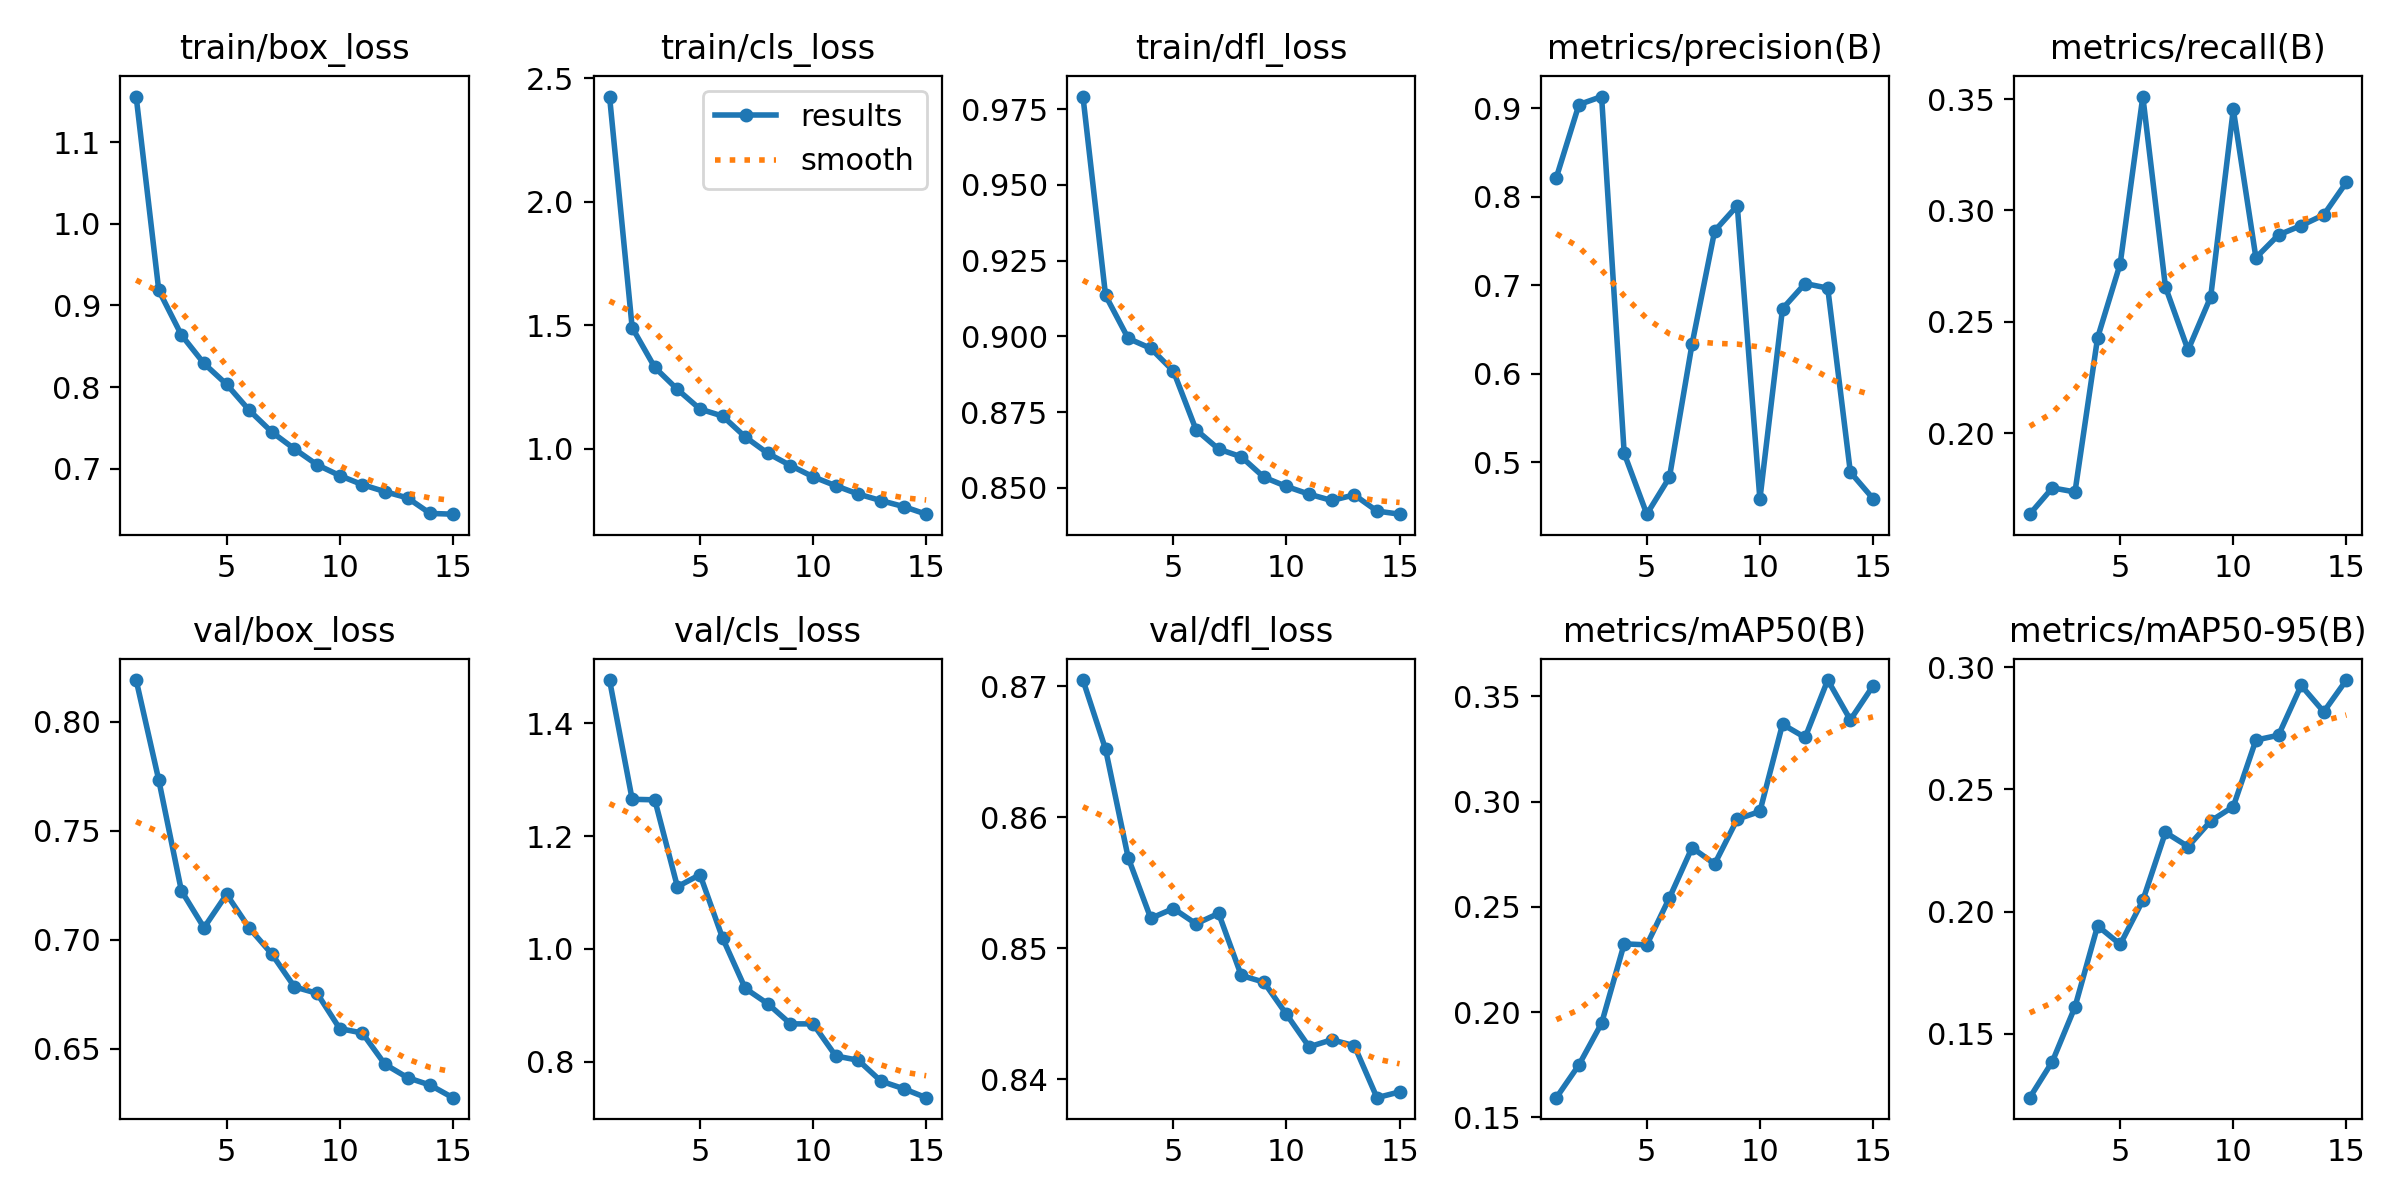 train/box_loss
1.1
1.0
0.9
0.8
0.7
5 10 15
train/cls_loss
2.5
2.0
1.5
1.0
results
smooth
5 10 15
train/dfl_loss
0.975
0.950
0.925
0.900
0.875
0.850
5 10 15
metrics/precision(B)
0.9
0.8
0.7
0.6
0.5
5 10 15
metrics/recall(B)
0.35
0.30
0.25
0.20
5 10 15
val/box_loss
0.80
0.75
0.70
0.65
5 10 15
val/cls_loss
1.4
1.2
1.0
0.8
5 10 15
val/dfl_loss
0.87
0.86
0.85
0.84
5 10 15
metrics/mAP50(B)
0.35
0.30
0.25
0.20
0.15
5 10 15
metrics/mAP50-95(B)
0.30
0.25
0.20
0.15
5 10 15